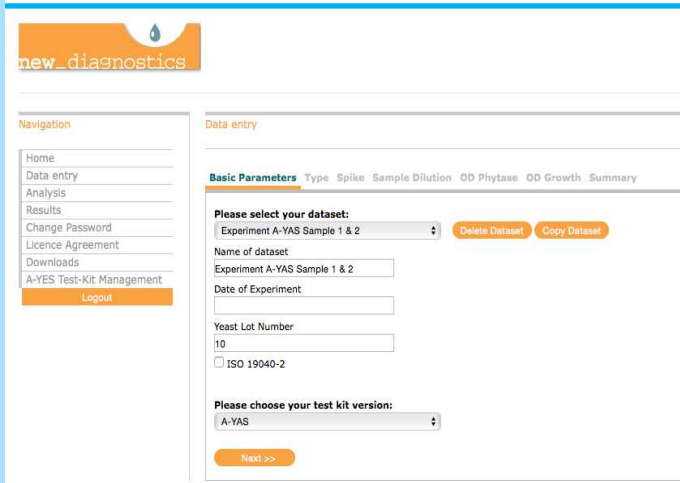 new_diagnostics
Navigation
Home
Data entry
Analysis
Results
Change Password
Licence Agreement
Downloads
A-YES Test-Kit Management
Logout
Data entry
Basic Parameters Type Spike Sample Dilution OD Phytase OD Growth Summary
Please select your dataset:
Experiment A-YAS Sample 1 & 2 Delete Dataset Copy Dataset
Name of dataset
Experiment A-YAS Sample 1 & 2
Date of Experiment
Yeast Lot Number
10
ISO 19040-2
Please choose your test kit version:
A-YAS
Next >>